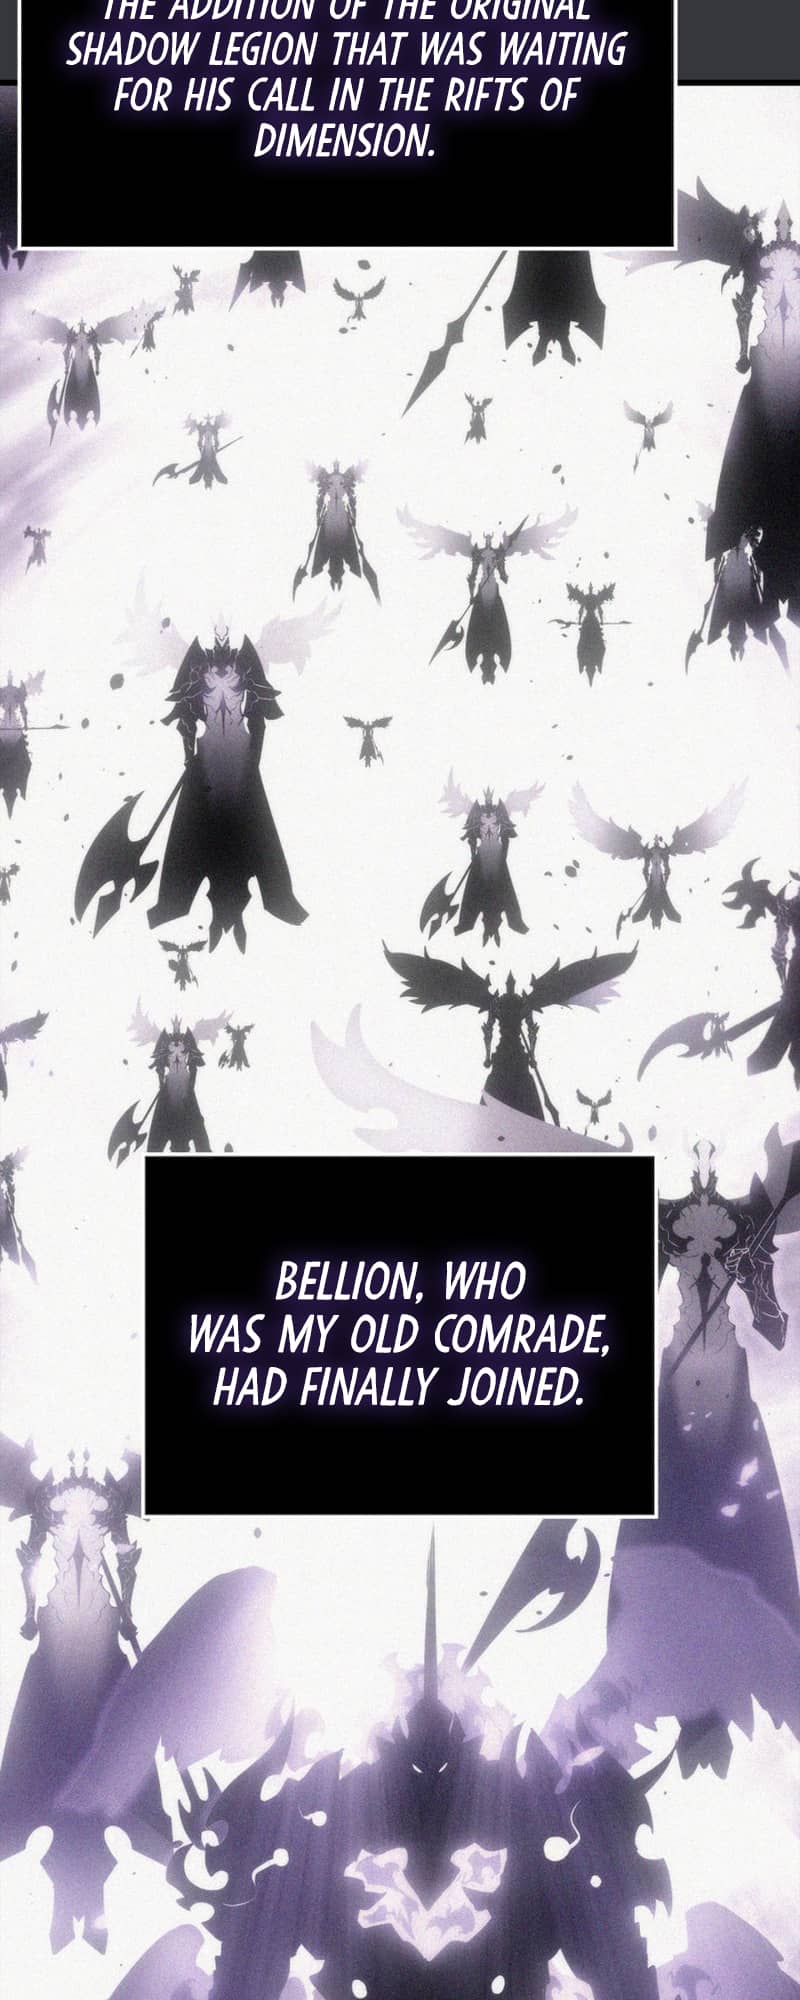 THE ADDITION OF THE ORIGINAL
SHADOW LEGION THAT WAS WAITING
FOR HIS CALL IN THE RIFTS OF
DIMENSION.
BELLION, WHO
WAS MY OLD COMRADE,
HAD FINALLY JOINED.